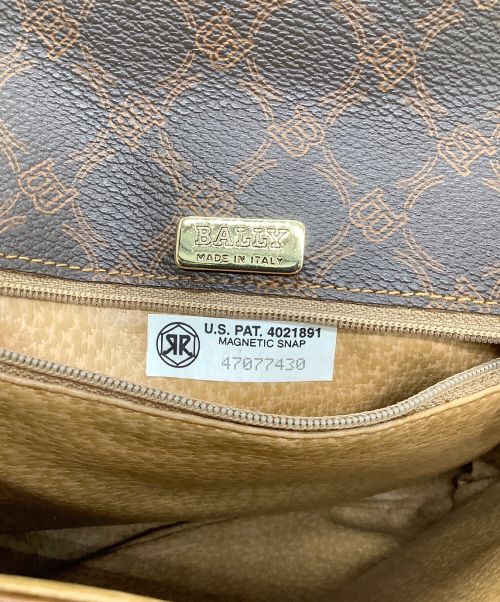 BALLY
MADE IN ITALY
U.S. PAT. 4021891
MAGNETIC SNAP
47077430